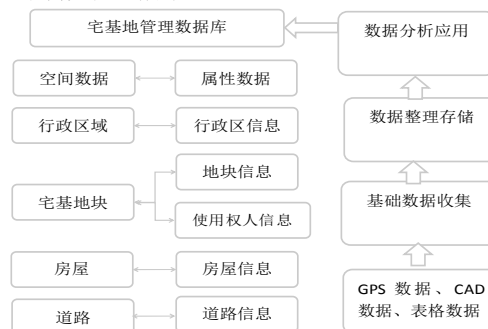 宅基地管理数据库
数据分析应用
空间数据
属性数据
行政区域
行政区信息
数据整理存储
宅基地块
地块信息
使用权人信息
基础数据收集
房屋
房屋信息
GPS 数据、CAD
数据、表格数据
道路
道路信息